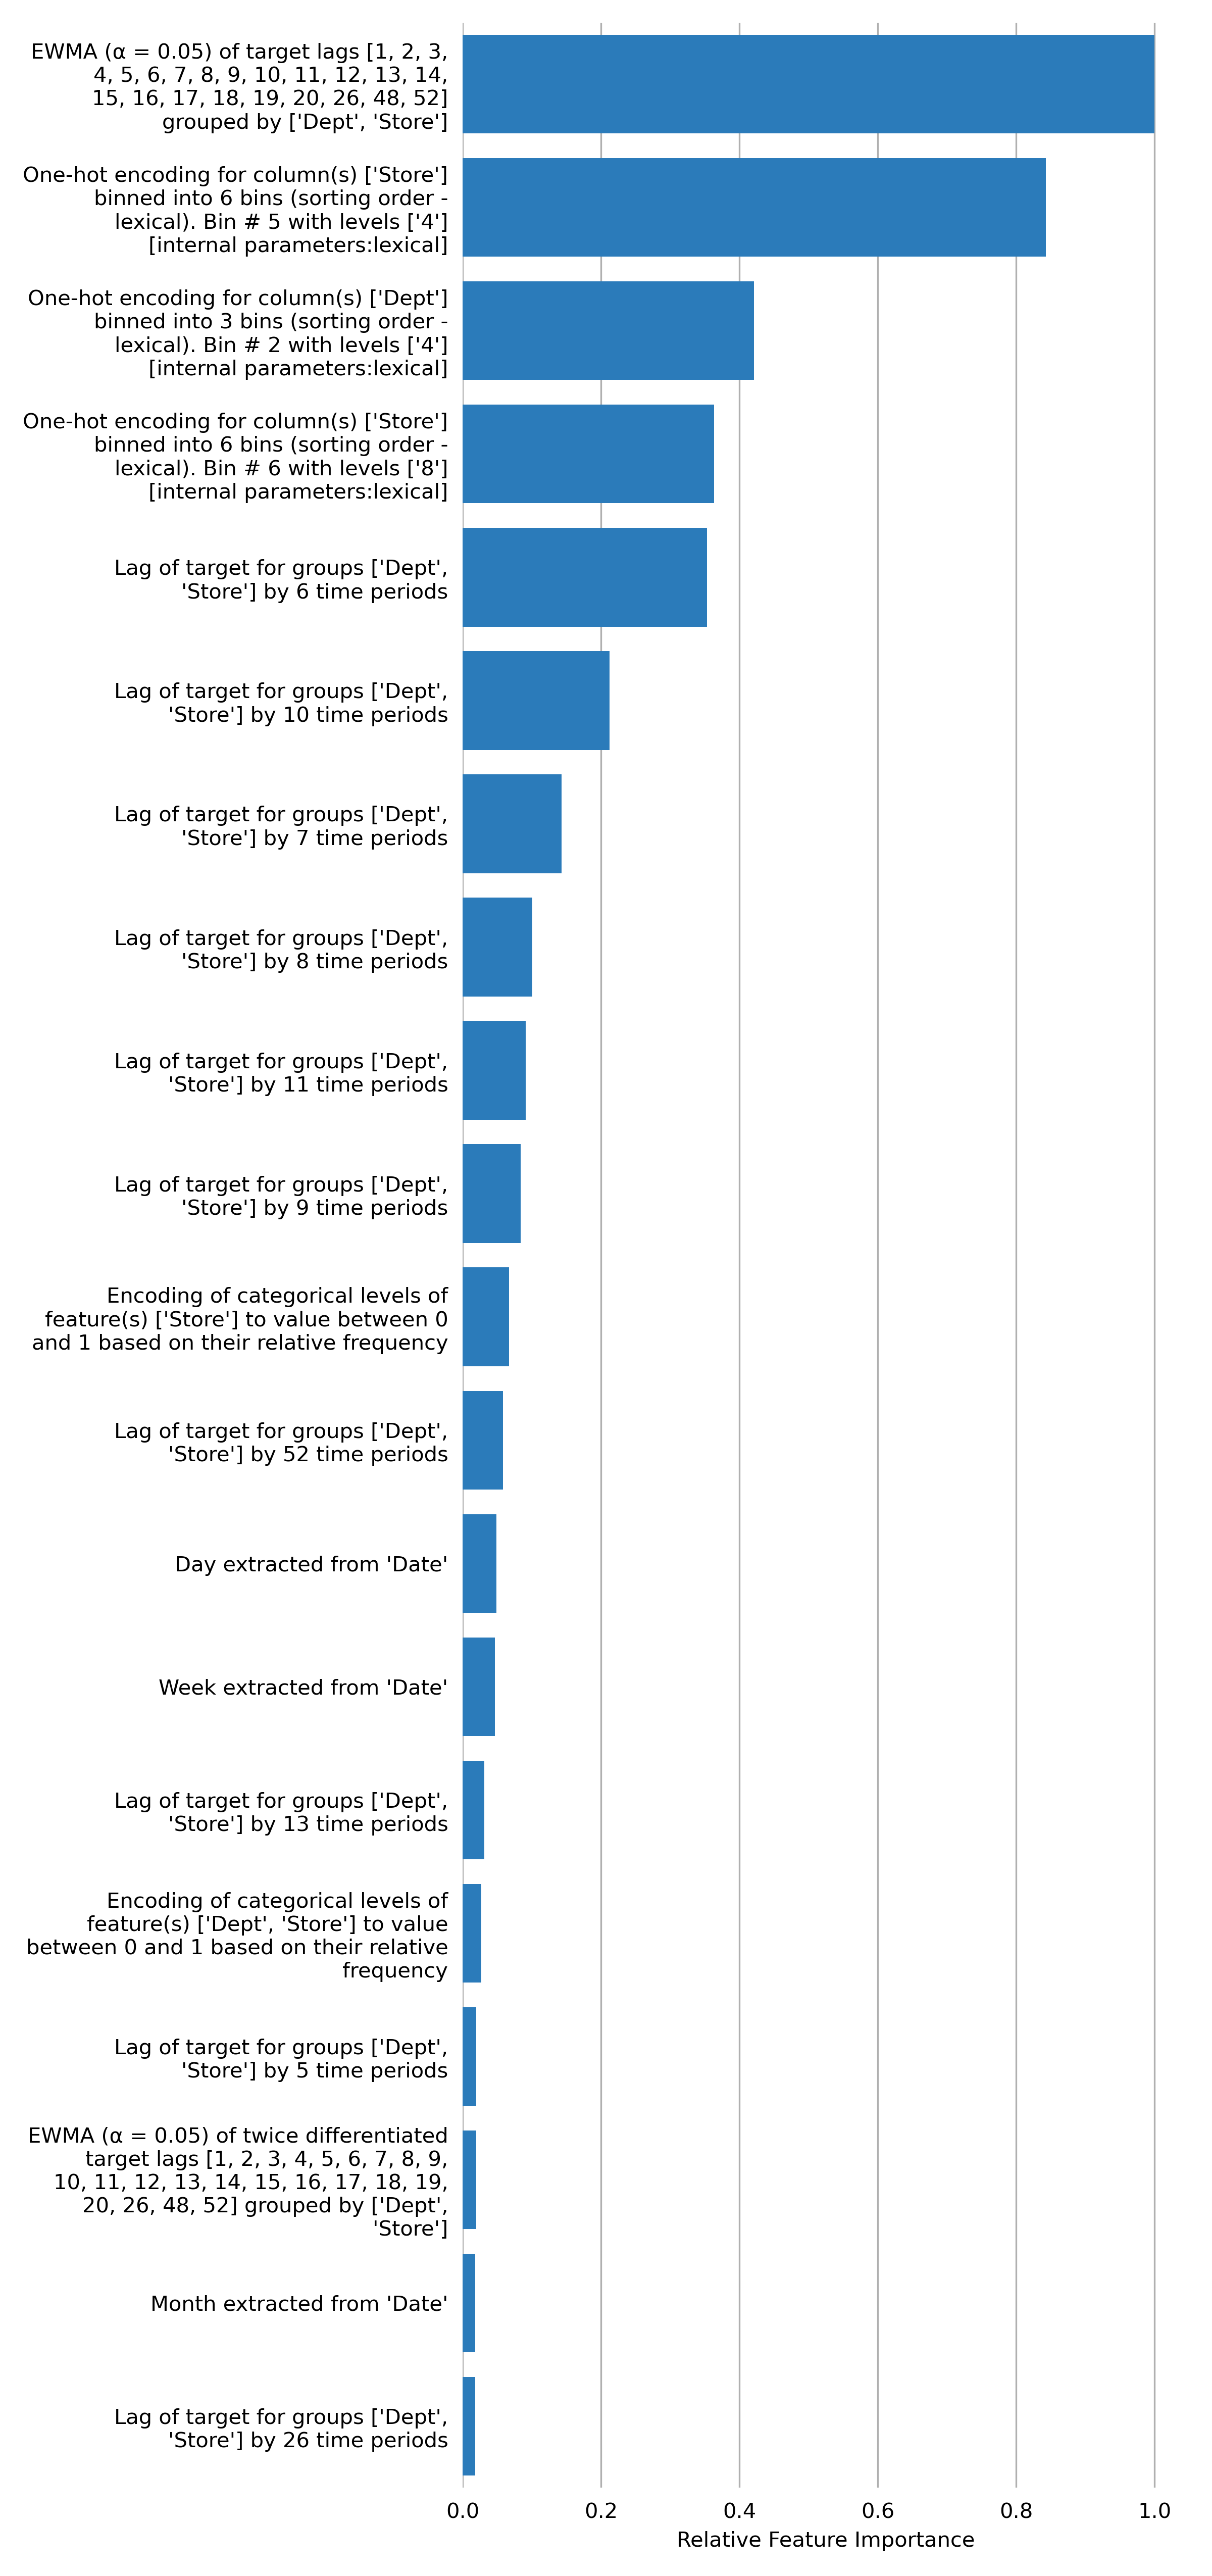 EWMA (α = 0.05) of target lags [1, 2, 3,
4, 5, 6, 7, 8, 9, 10, 11, 12, 13, 14,
15, 16, 17, 18, 19, 20, 26, 48, 52]
grouped by ['Dept', 'Store']
One-hot encoding for column(s) ['Store']
binned into 6 bins (sorting order -
lexical). Bin # 5 with levels ['4']
[internal parameters:lexical]
One-hot encoding for column(s) ['Dept']
binned into 3 bins (sorting order -
lexical). Bin # 2 with levels ['4']
[internal parameters:lexical]
One-hot encoding for column(s) ['Store']
binned into 6 bins (sorting order -
lexical). Bin # 6 with levels ['8']
[internal parameters:lexical]
Lag of target for groups ['Dept',
'Store'] by 6 time periods
Lag of target for groups ['Dept',
'Store'] by 10 time periods
Lag of target for groups ['Dept',
'Store'] by 7 time periods
Lag of target for groups ['Dept',
'Store'] by 8 time periods
Lag of target for groups ['Dept',
'Store'] by 11 time periods
Lag of target for groups ['Dept',
'Store'] by 9 time periods
Encoding of categorical levels of
feature(s) ['Store'] to value between 0
and 1 based on their relative frequency
Lag of target for groups ['Dept',
'Store'] by 52 time periods
Day extracted from 'Date'
Week extracted from 'Date'
Lag of target for groups ['Dept',
'Store'] by 13 time periods
Encoding of categorical levels of
feature(s) ['Dept', 'Store'] to value
between 0 and 1 based on their relative
frequency
Lag of target for groups ['Dept',
'Store'] by 5 time periods
EWMA (α = 0.05) of twice differentiated
target lags [1, 2, 3, 4, 5, 6, 7, 8, 9,
10, 11, 12, 13, 14, 15, 16, 17, 18, 19,
20, 26, 48, 52] grouped by ['Dept',
'Store']
Month extracted from 'Date'
Lag of target for groups ['Dept',
'Store'] by 26 time periods
0.0 0.2 0.4 0.6 0.8 1.0
Relative Feature Importance